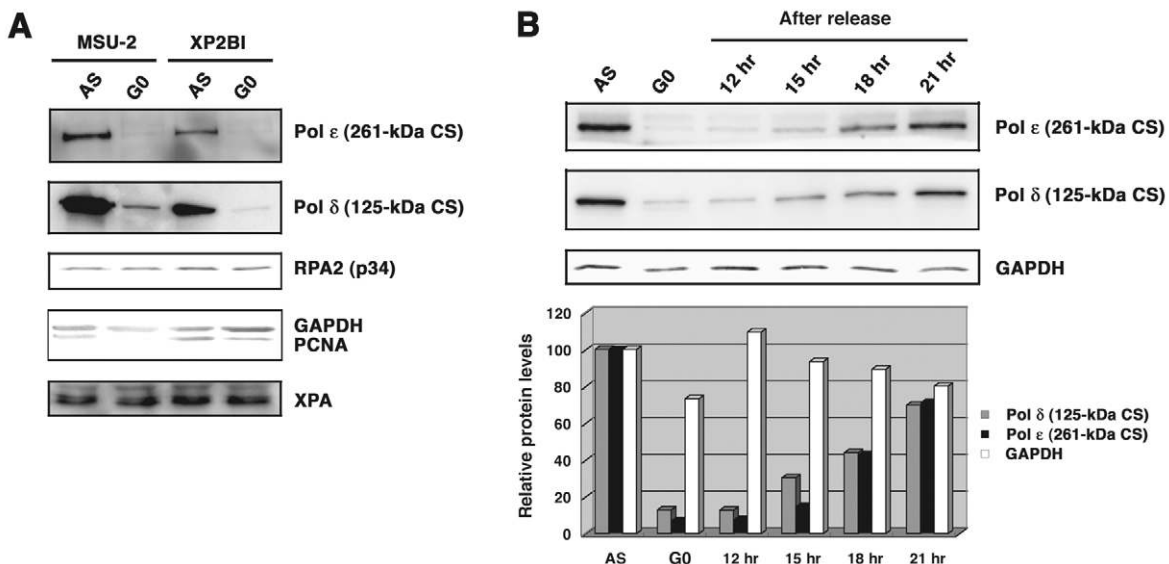 A
MSU-2 XP2BI
AS G0 AS G0
Pol ε (261-kDa CS)
Pol δ (125-kDa CS)
RPA2 (p34)
GAPDH
PCNA
XPA
B
After release
AS G0 12 hr 15 hr 18 hr 21 hr
Pol ε (261-kDa CS)
Pol δ (125-kDa CS)
GAPDH
Relative protein levels
120
100
80
60
40
20
0
AS G0 12 hr 15 hr 18 hr 21 hr
Pol δ (125-kDa CS)
Pol ε (261-kDa CS)
GAPDH